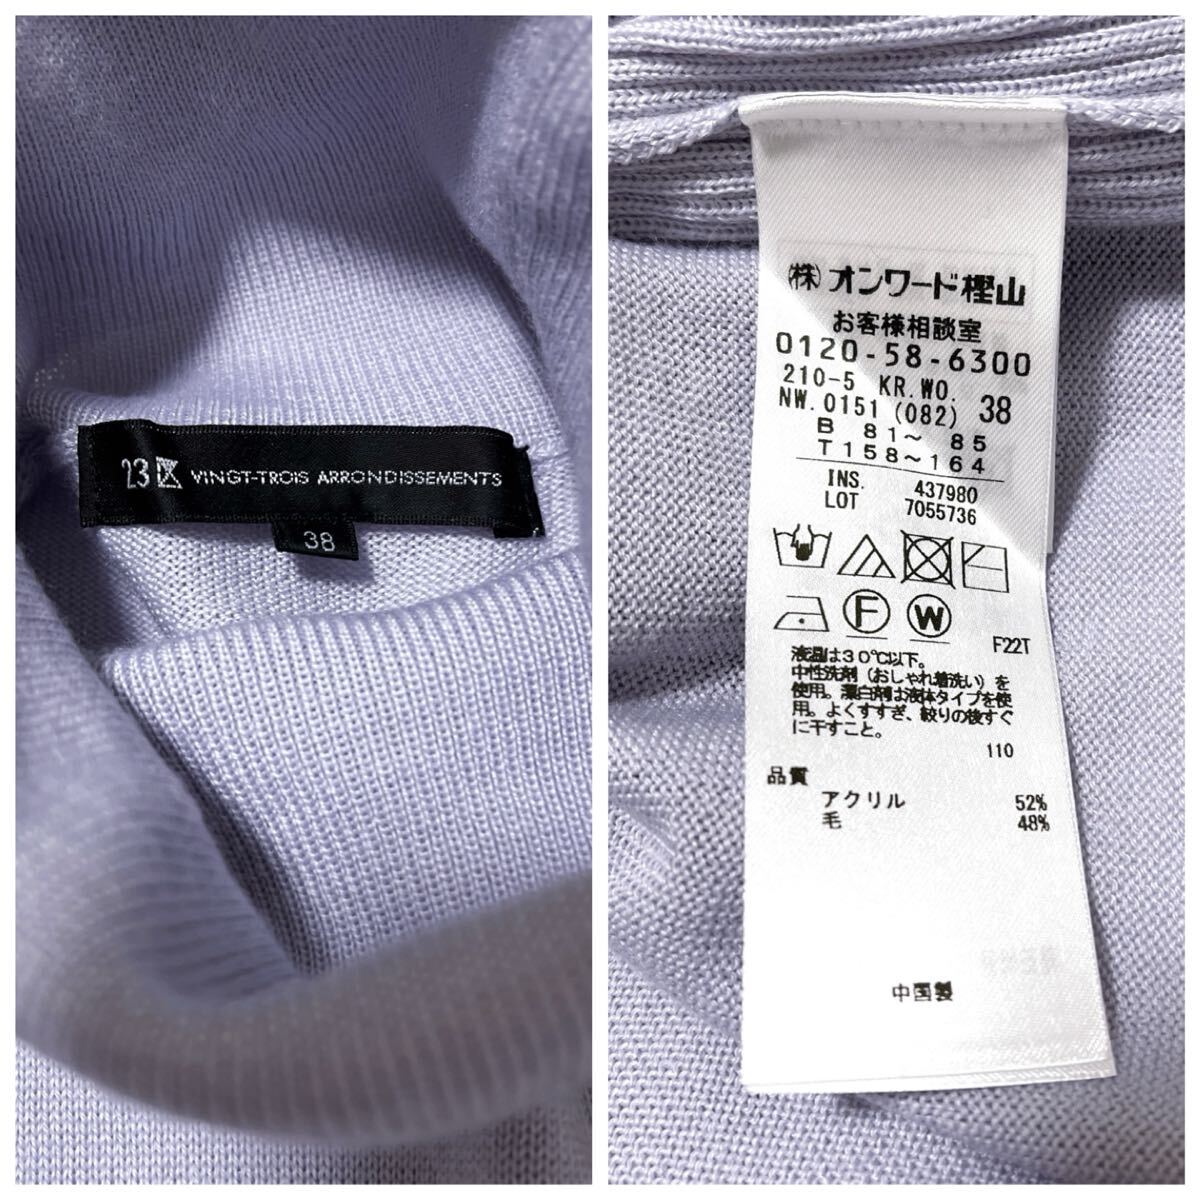 23区 VINGT-TROIS ARRONDISSEMENTS
38
(株)オンワード樫山
お客様相談室
0120-58-6300
210-5 KR.WO. 38
NW.0151 (082)
B 81～ 85
T158～164
INS. 437980
LOT 7055736
F W
F22T
液温は30℃以下。
中性洗剤（おしゃれ着洗い）を
使用。漂白剤は液体タイプを使
用。よくすすぎ、絞りの後すぐ
に干すこと。
110
品質
アクリル 52%
毛 48%
中国製